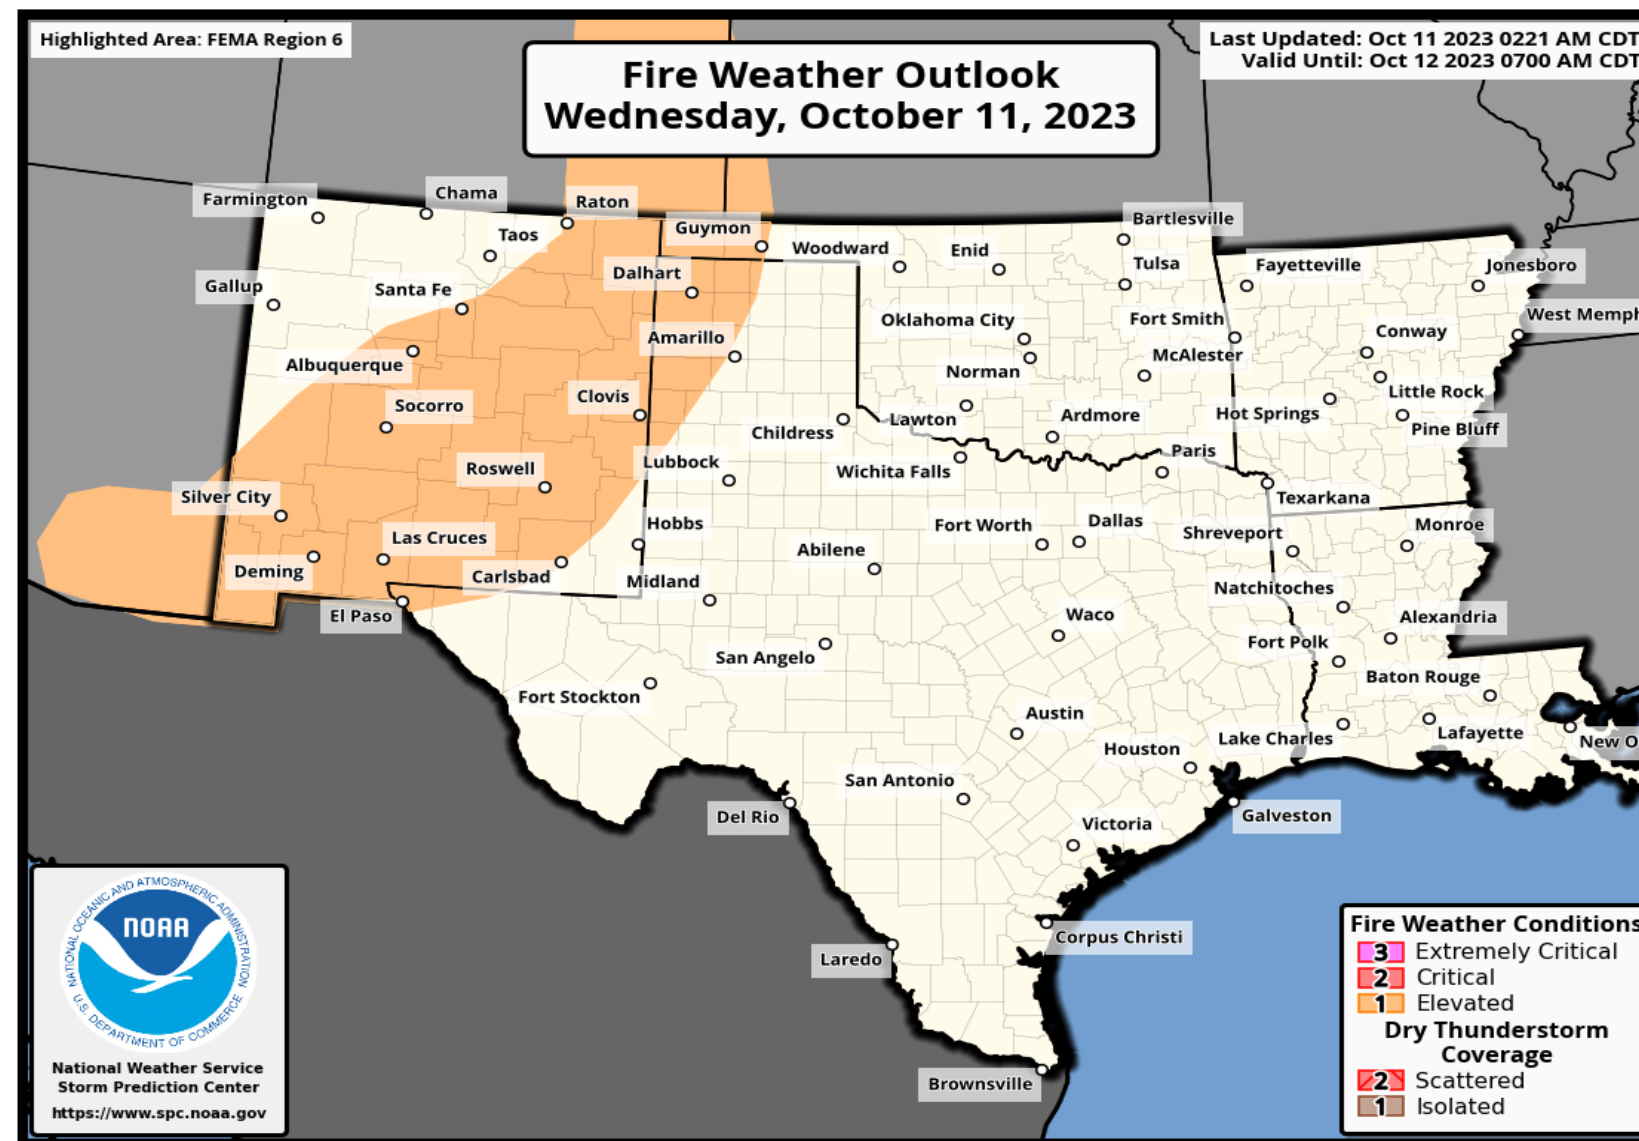 Highlighted Area: FEMA Region 6
Fire Weather Outlook
Wednesday, October 11, 2023
Last Updated: Oct 11 2023 0221 AM CDT
Valid Until: Oct 12 2023 0700 AM CDT
Farmington
Chama
Raton
Taos
Guymon
Woodward
Enid
Bartlesville
Tulsa
Fayetteville
Jonesboro
Gallup
Santa Fe
Dalhart
Oklahoma City
Fort Smith
West Memph
Albuquerque
Amarillo
Norman
McAlester
Conway
Socorro
Clovis
Childress
Lawton
Ardmore
Hot Springs
Little Rock
Pine Bluff
Roswell
Lubbock
Wichita Falls
Paris
Texarkana
Silver City
Las Cruces
Hobbs
Abilene
Fort Worth
Dallas
Shreveport
Monroe
Deming
Carlsbad
Midland
Natchitoches
El Paso
Waco
Alexandria
San Angelo
Fort Polk
Fort Stockton
Baton Rouge
Austin
Houston
Lake Charles
Lafayette
New O
San Antonio
Del Rio
Victoria
Galveston
Laredo
Corpus Christi
Brownsville
NATIONAL OCEANIC AND ATMOSPHERIC ADMINISTRATION
NOAA
U.S. DEPARTMENT OF COMMERCE
National Weather Service
Storm Prediction Center
https://www.spc.noaa.gov
Fire Weather Conditions
3 Extremely Critical
2 Critical
1 Elevated
Dry Thunderstorm
Coverage
2 Scattered
1 Isolated